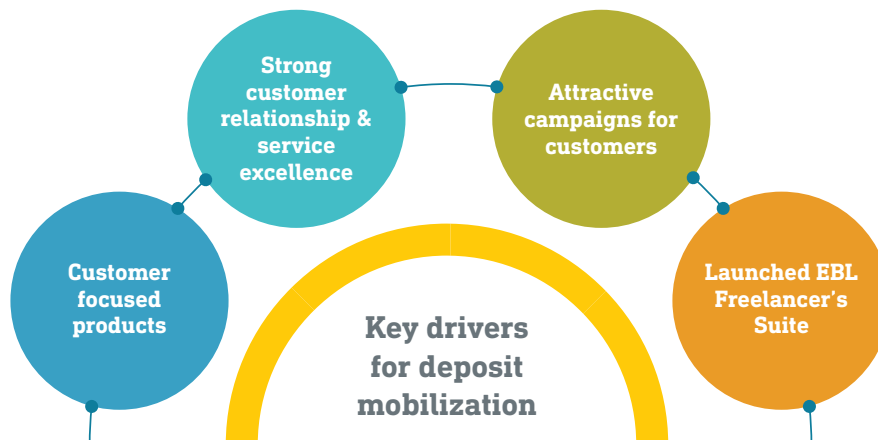 Strong
customer
relationship &
service
excellence
Attractive
campaigns for
customers
Customer
focused
products
Launched EBL
Freelancer's
Suite
Key drivers
for deposit
mobilization